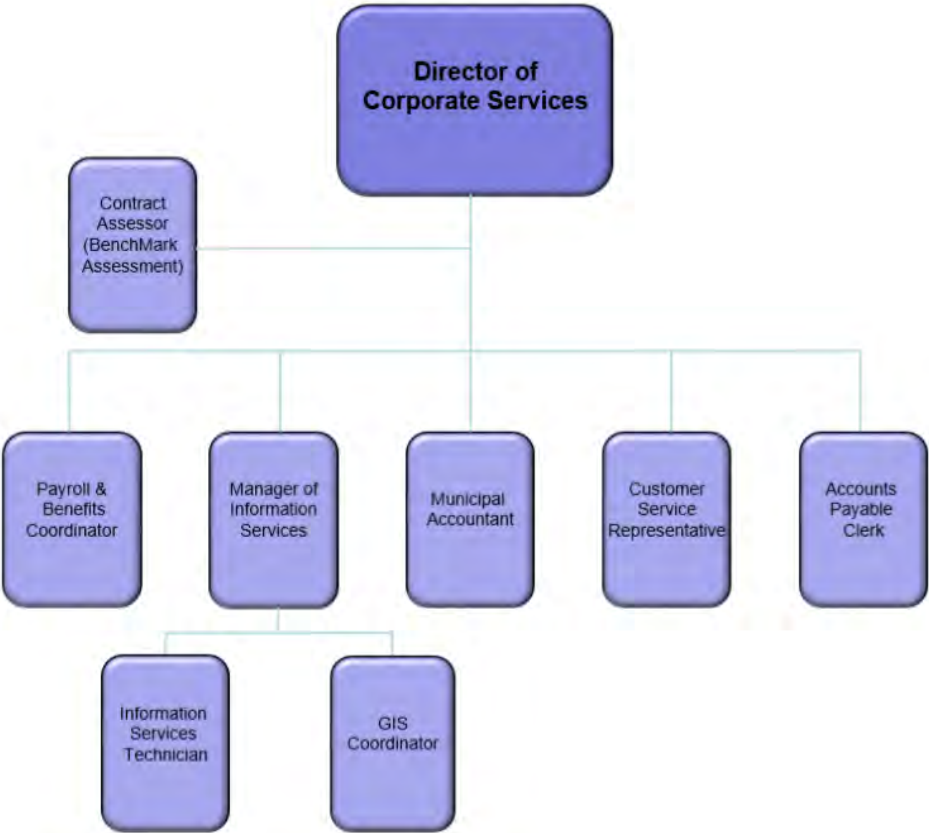 Director of
Corporate Services
Contract
Assessor
(BenchMark
Assessment)
Payroll &
Benefits
Coordinator
Manager of
Information
Services
Municipal
Accountant
Customer
Service
Representative
Accounts
Payable
Clerk
Information
Services
Technician
GIS
Coordinator